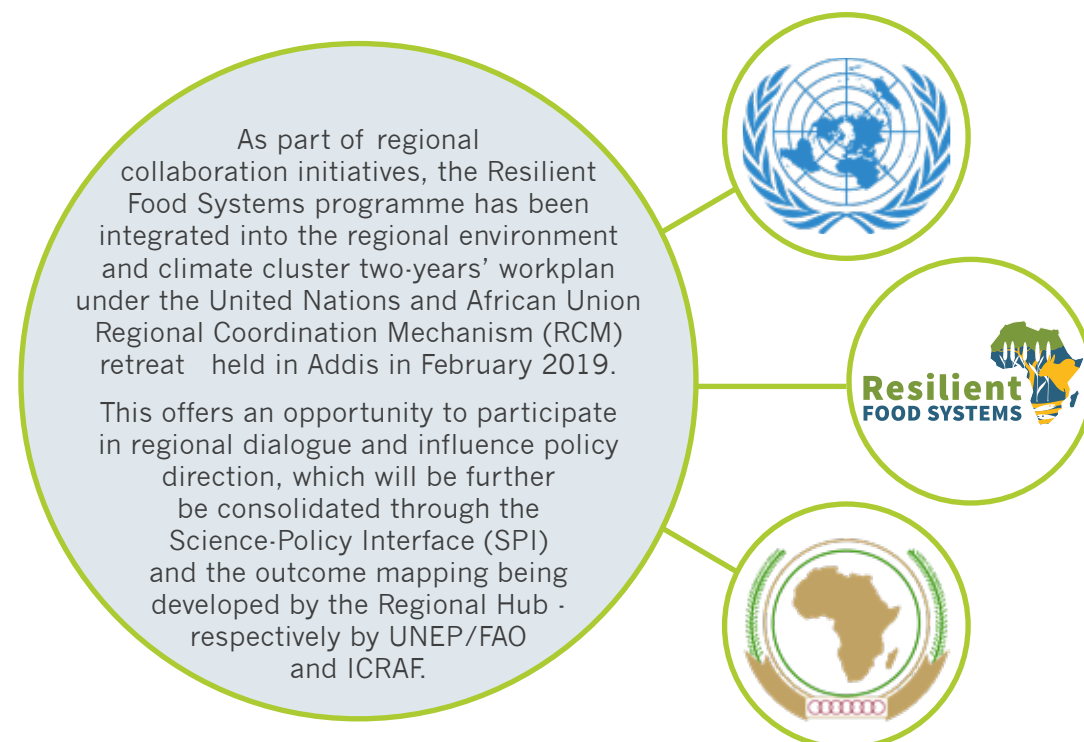 As part of regional
collaboration initiatives, the Resilient
Food Systems programme has been
integrated into the regional environment
and climate cluster two-years’ workplan
under the United Nations and African Union
Regional Coordination Mechanism (RCM)
retreat held in Addis in February 2019.
This offers an opportunity to participate
in regional dialogue and influence policy
direction, which will be further
be consolidated through the
Science-Policy Interface (SPI)
and the outcome mapping being
developed by the Regional Hub -
respectively by UNEP/FAO
and ICRAF.
Resilient
FOOD SYSTEMS